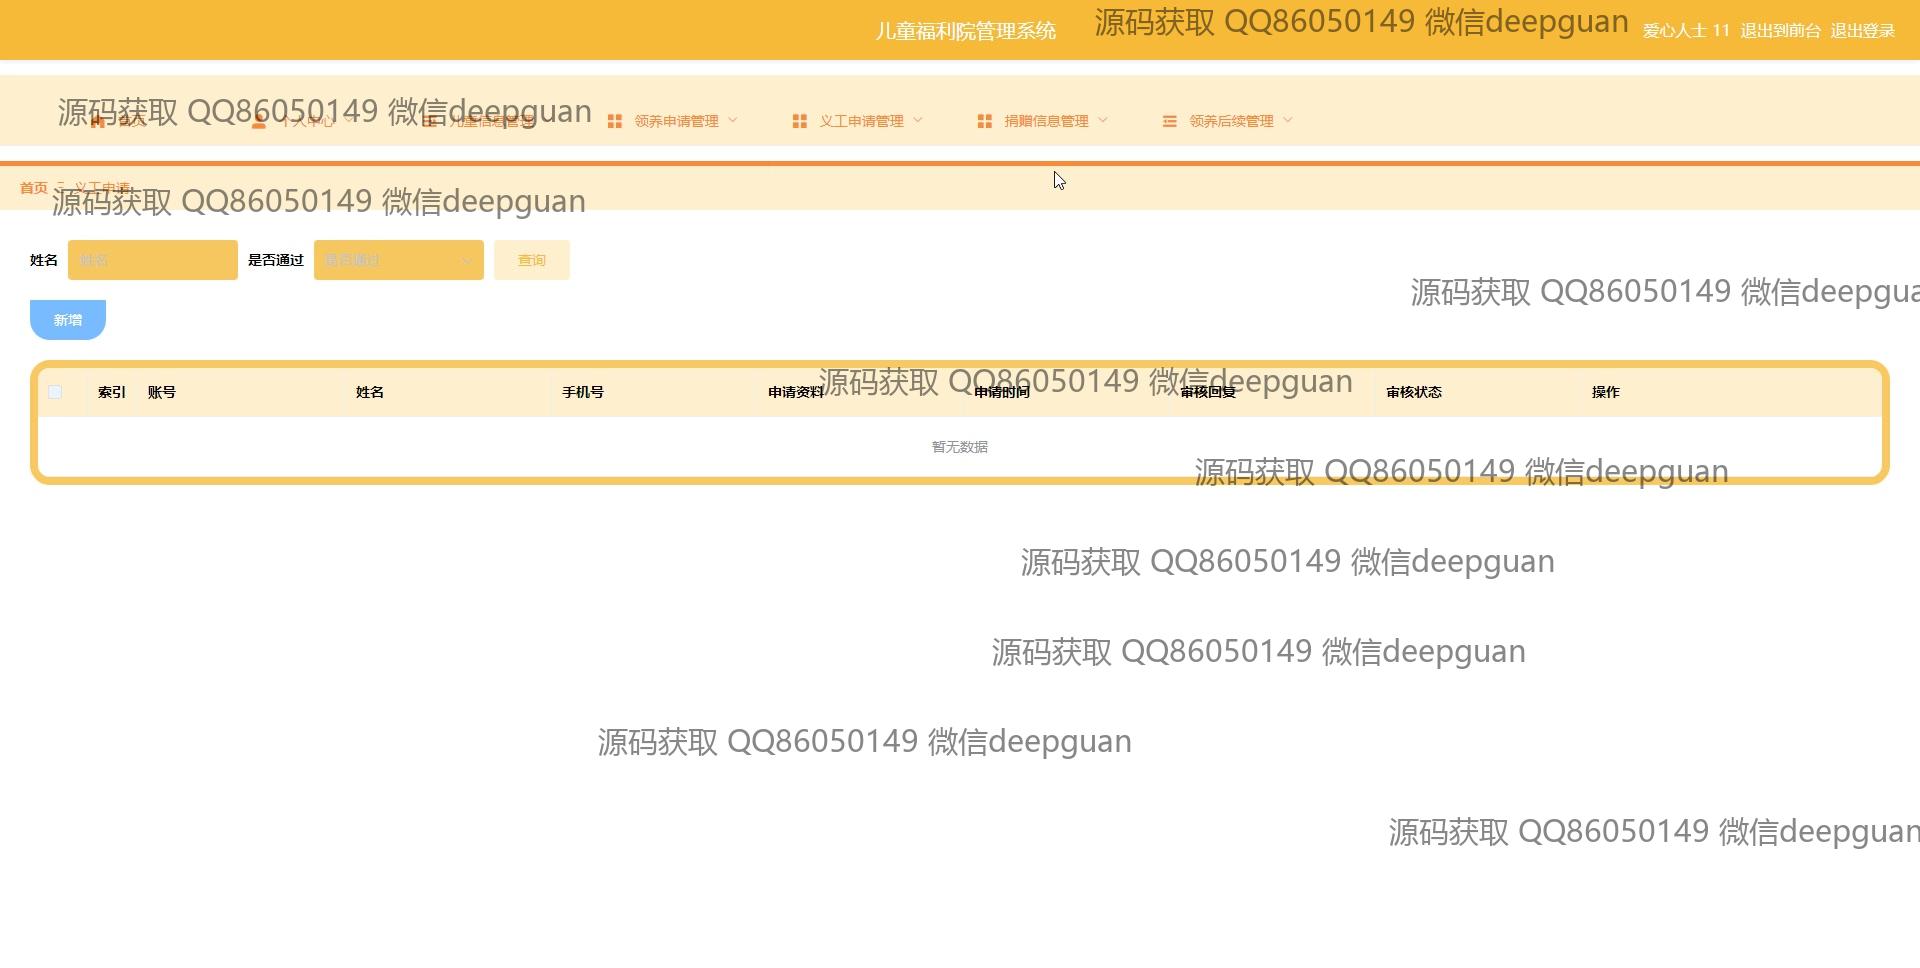 儿童福利院管理系统
源码获取 QQ86050149 微信deepguan
爱心人士 11 退出到前台 退出登录
源码获取 QQ86050149 微信deepguan
首页 个人中心 儿童信息管理 领养申请管理 义工申请管理 捐赠信息管理 领养后续管理
首页 义工申请
源码获取 QQ86050149 微信deepguan
姓名 姓名 是否通过 是否通过 查询
源码获取 QQ86050149 微信deepgua
新增
源码获取 QQ86050149 微信deepguan
索引 账号 姓名 手机号 申请资料 申请时间 审核回复 审核状态 操作
暂无数据
源码获取 QQ86050149 微信deepguan
源码获取 QQ86050149 微信deepguan
源码获取 QQ86050149 微信deepguan
源码获取 QQ86050149 微信deepguan
源码获取 QQ86050149 微信deepguan